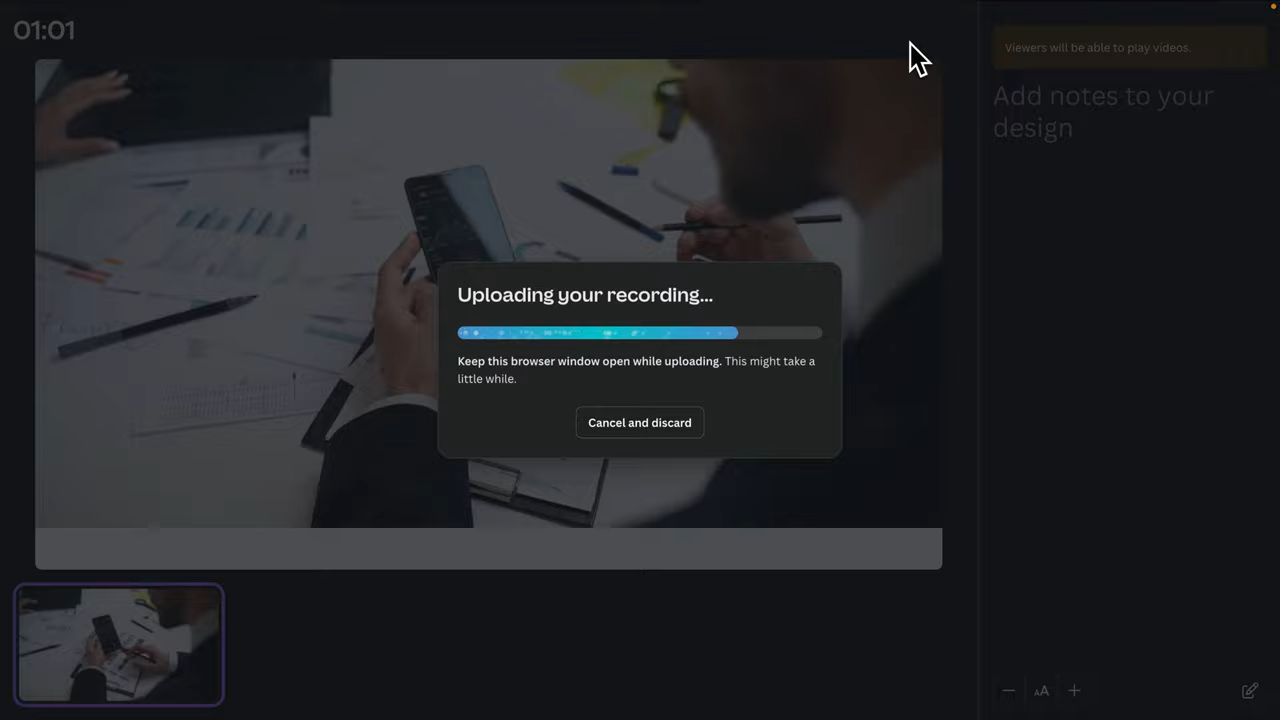 01:01
Viewers will be able to play videos.
Add notes to your
design
Uploading your recording...
Keep this browser window open while uploading. This might take a
little while.
Cancel and discard
AA